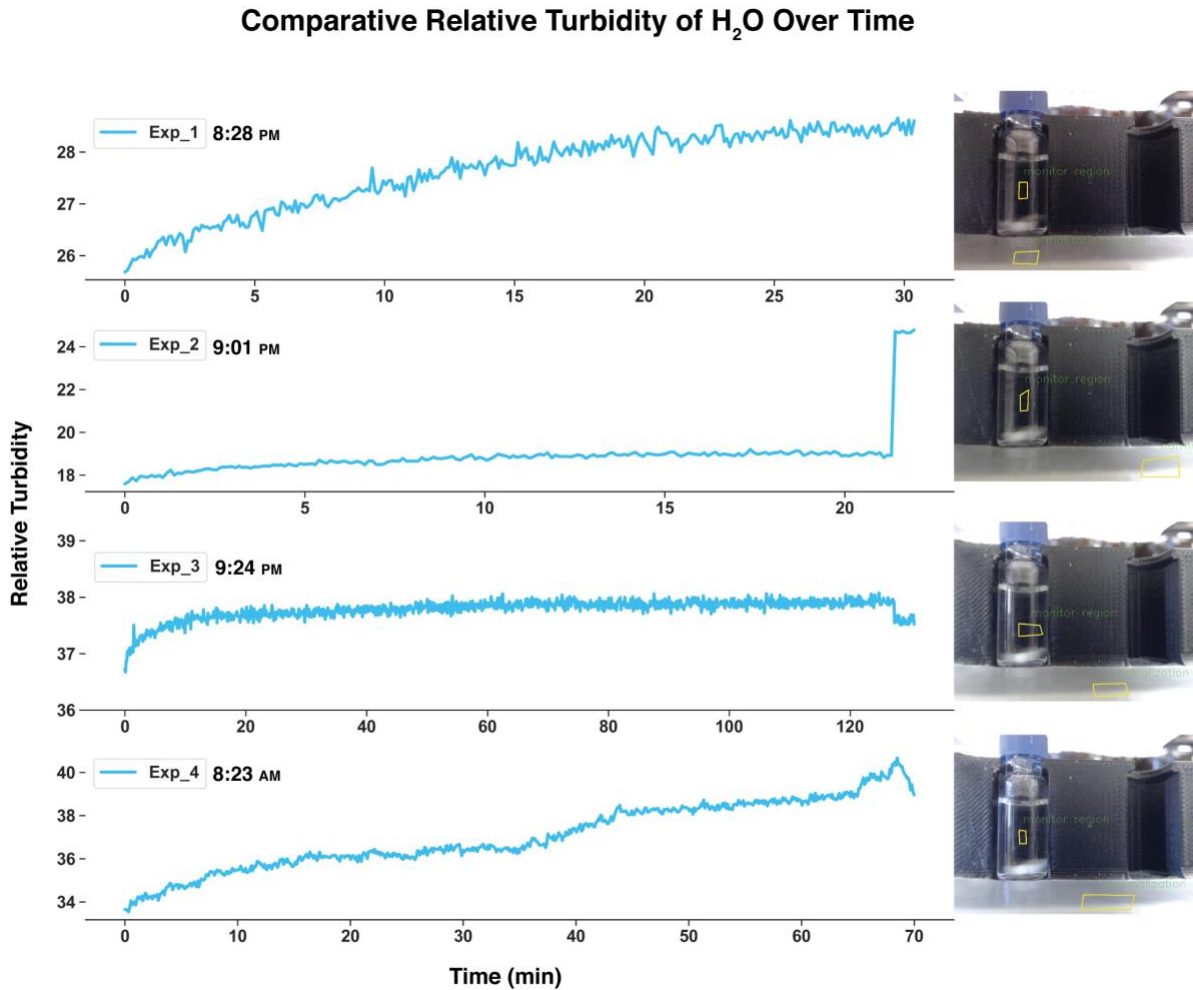 Comparative Relative Turbidity of H₂O Over Time
Relative Turbidity
Exp_1 8:28 PM
28
27
26
0 5 10 15 20 25 30
monitor region
Exp_2 9:01 PM
24
22
20
18
0 5 10 15 20
monitor region
Exp_3 9:24 PM
39
38
37
36
0 20 40 60 80 100 120
monitor region
Exp_4 8:23 AM
40
38
36
34
0 10 20 30 40 50 60 70
monitor region
Time (min)